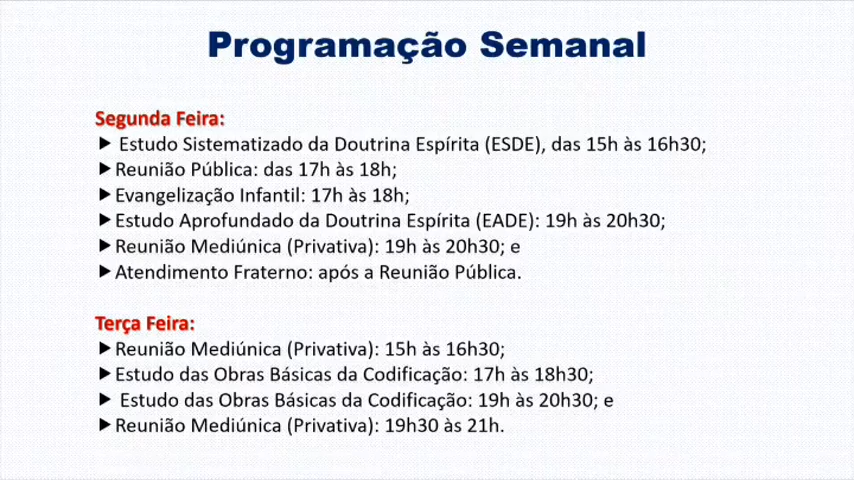 Programação Semanal
Segunda Feira:
▶ Estudo Sistematizado da Doutrina Espírita (ESDE), das 15h às 16h30;
▶ Reunião Pública: das 17h às 18h;
▶ Evangelização Infantil: 17h às 18h;
▶ Estudo Aprofundado da Doutrina Espírita (EADE): 19h às 20h30;
▶ Reunião Mediúnica (Privativa): 19h às 20h30; e
▶ Atendimento Fraterno: após a Reunião Pública.
Terça Feira:
▶ Reunião Mediúnica (Privativa): 15h às 16h30;
▶ Estudo das Obras Básicas da Codificação: 17h às 18h30;
▶ Estudo das Obras Básicas da Codificação: 19h às 20h30; e
▶ Reunião Mediúnica (Privativa): 19h30 às 21h.